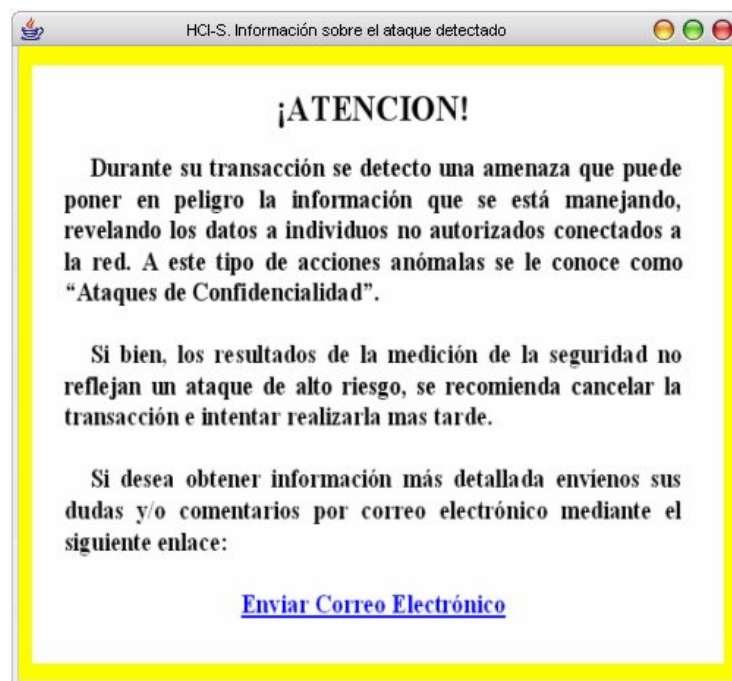 HCI-S. Información sobre el ataque detectado
¡ATENCION!
Durante su transacción se detecto una amenaza que puede
poner en peligro la información que se está manejando,
revelando los datos a individuos no autorizados conectados a
la red. A este tipo de acciones anómalas se le conoce como
“Ataques de Confidencialidad”.
Si bien, los resultados de la medición de la seguridad no
reflejan un ataque de alto riesgo, se recomienda cancelar la
transacción e intentar realizarla mas tarde.
Si desea obtener información más detallada envíenos sus
dudas y/o comentarios por correo electrónico mediante el
siguiente enlace:
Enviar Correo Electrónico